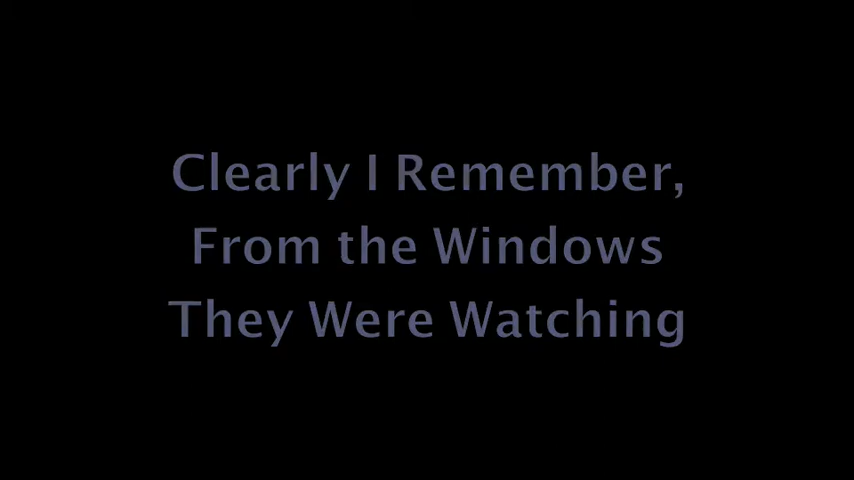 Clearly I Remember,
From the Windows
They Were Watching